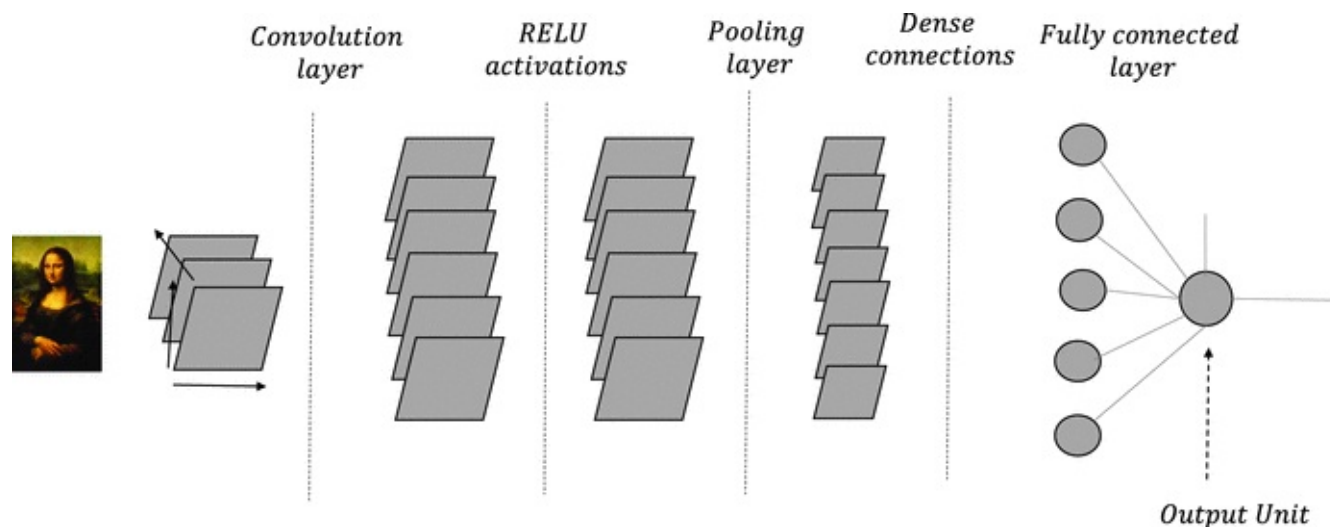 Convolution
layer
RELU
activations
Pooling
layer
Dense
connections
Fully connected
layer
Output Unit